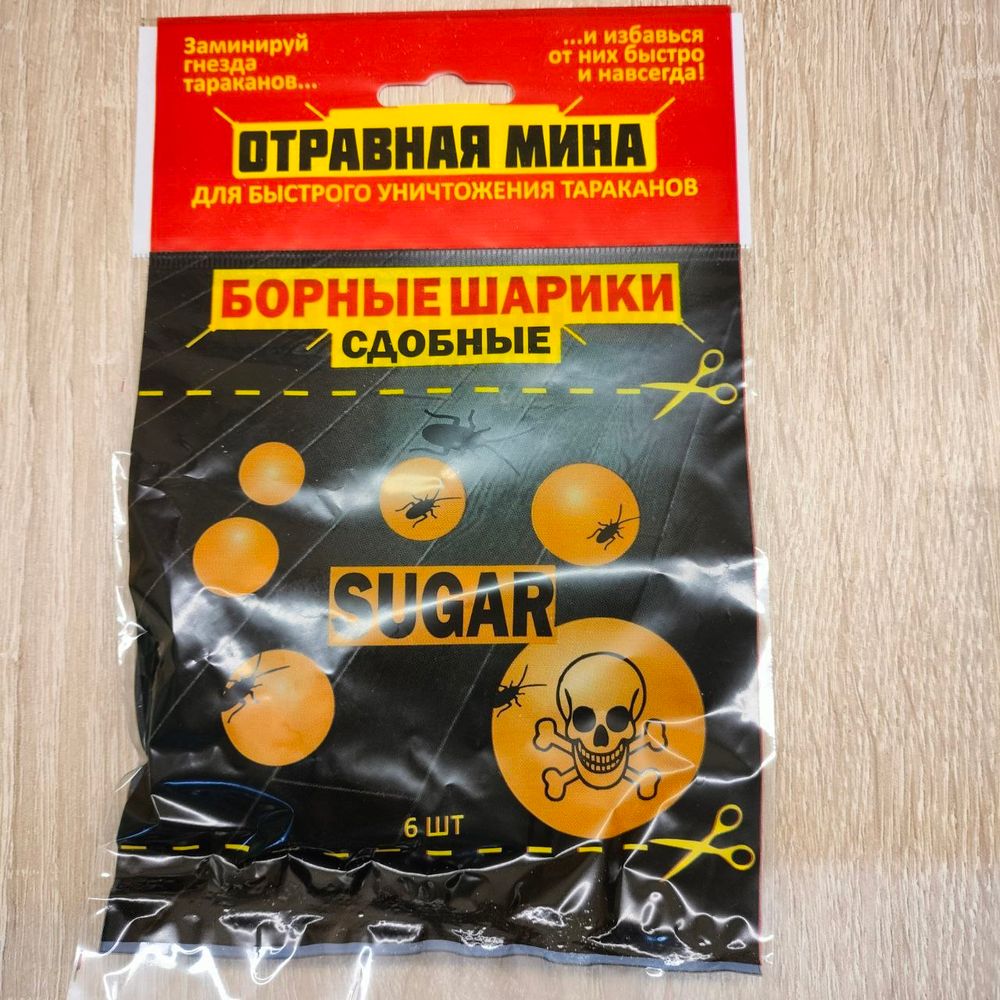 Заминируй
гнезда
тараканов...
...и избавься
от них быстро
и навсегда!
ОТРАВНАЯ МИНА
ДЛЯ БЫСТРОГО УНИЧТОЖЕНИЯ ТАРАКАНОВ
БОРНЫЕ ШАРИКИ
СДОБНЫЕ
SUGAR
6 ШТ